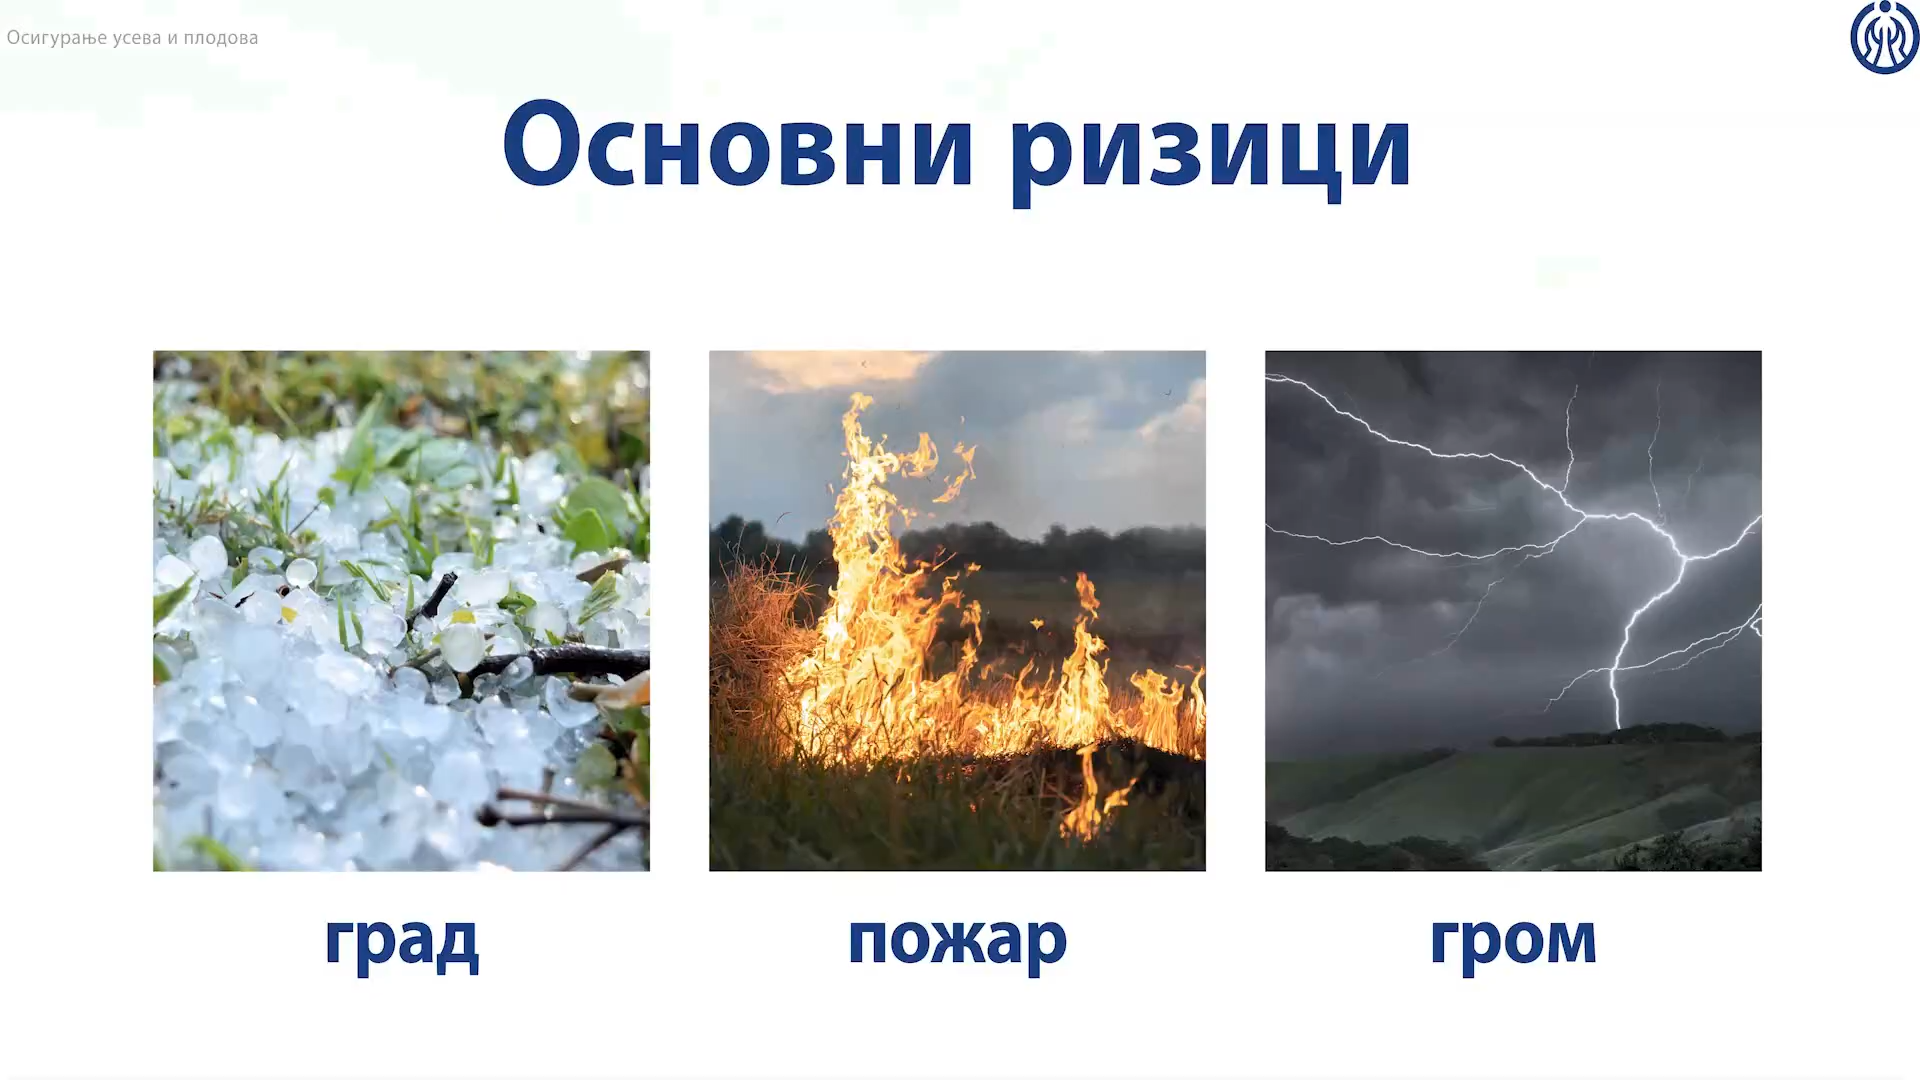 Осигурање усева и плодова
Основни ризици
град
пожар
гром